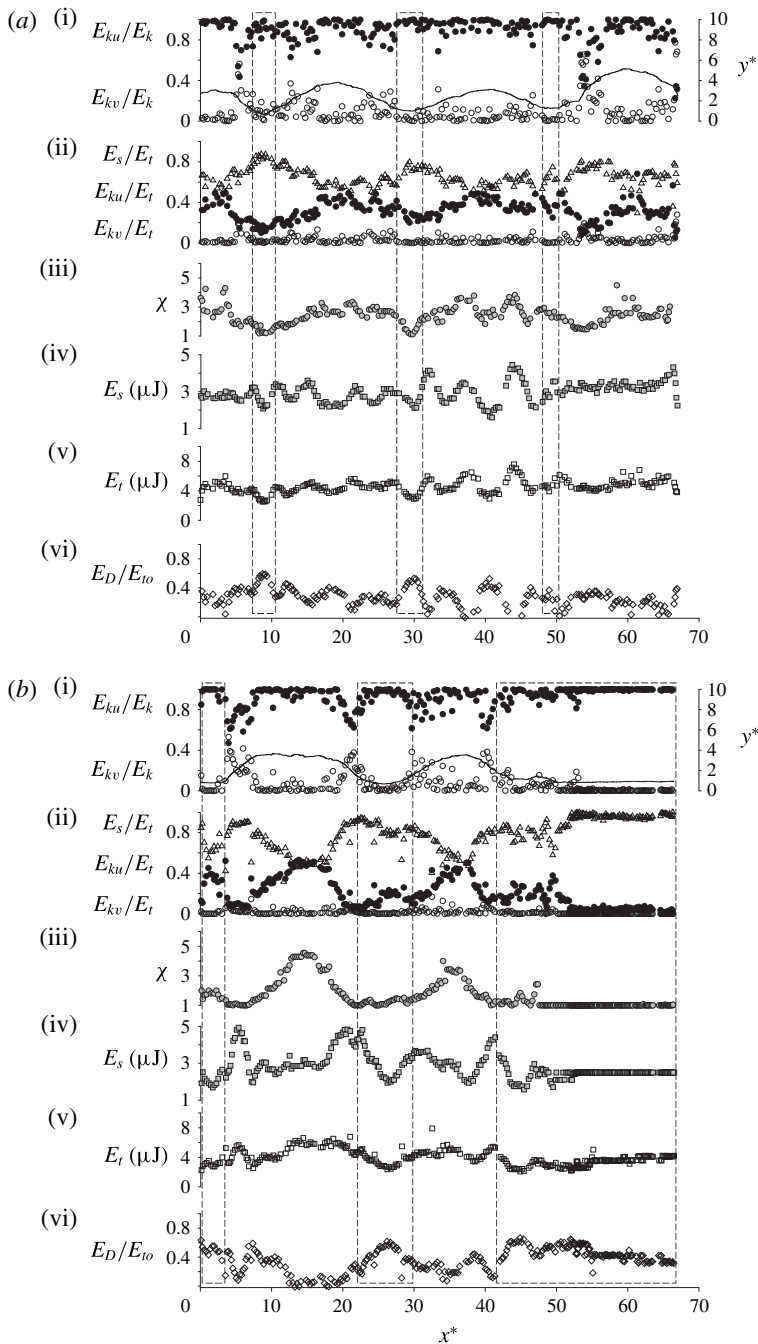 (a) (i) E_ku/E_k
0.8
0.4
0
E_kv/E_k
10
8
6
4
2
0
y*
(ii) E_s/E_t
E_ku/E_t
E_kv/E_t
0.8
0.4
0
(iii)
χ
5
3
1
(iv)
E_s (μJ)
5
3
1
(v)
E_t (μJ)
8
4
0
(vi)
E_D/E_to
0.8
0.4
0 10 20 30 40 50 60 70
(b) (i) E_ku/E_k
0.8
0.4
0
E_kv/E_k
10
8
6
4
2
0
y*
(ii) E_s/E_t
E_ku/E_t
E_kv/E_t
0.8
0.4
0
(iii)
χ
5
3
1
(iv)
E_s (μJ)
5
3
1
(v)
E_t (μJ)
8
4
0
(vi)
E_D/E_to
0.8
0.4
0 10 20 30 40 50 60 70
x*